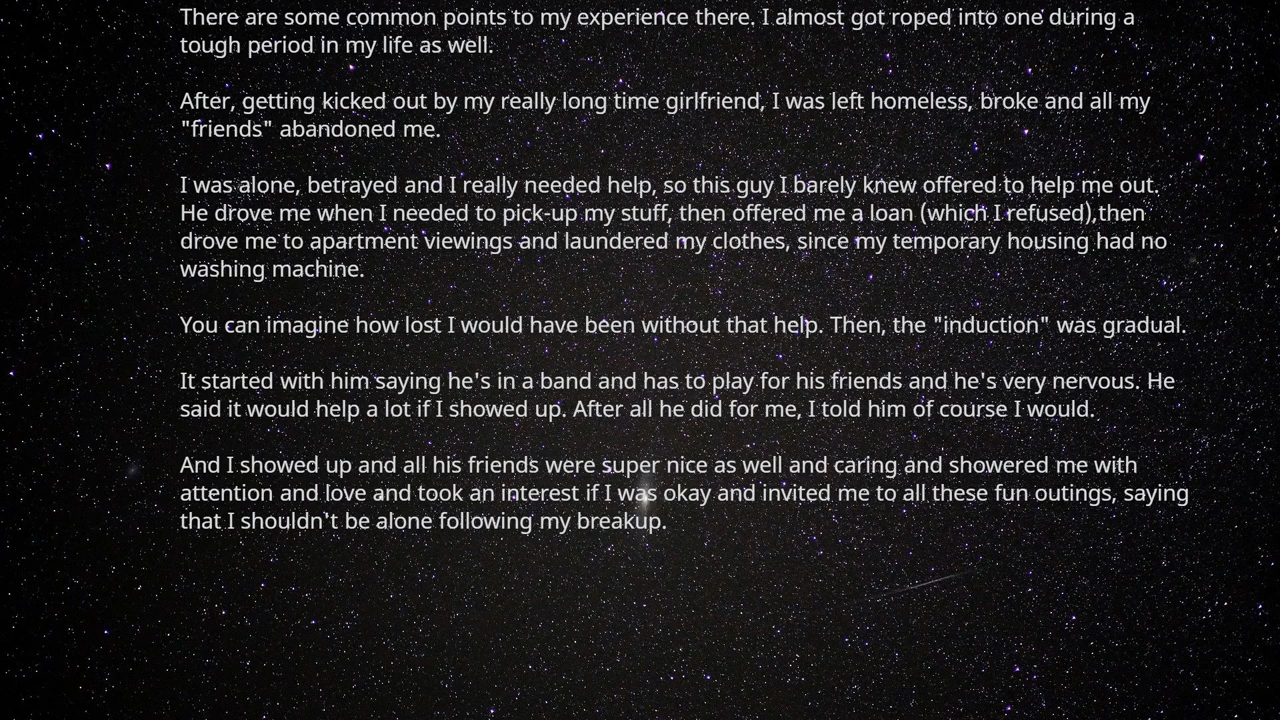 There are some common points to my experience there. I almost got roped into one during a
tough period in my life as well.
After, getting kicked out by my really long time girlfriend, I was left homeless, broke and all my
"friends" abandoned me.
I was alone, betrayed and I really needed help, so this guy I barely knew offered to help me out.
He drove me when I needed to pick-up my stuff, then offered me a loan (which I refused),then
drove me to apartment viewings and laundered my clothes, since my temporary housing had no
washing machine.
You can imagine how lost I would have been without that help. Then, the "induction" was gradual.
It started with him saying he's in a band and has to play for his friends and he's very nervous. He
said it would help a lot if I showed up. After all he did for me, I told him of course I would.
And I showed up and all his friends were super nice as well and caring and showered me with
attention and love and took an interest if I was okay and invited me to all these fun outings, saying
that I shouldn't be alone following my breakup.